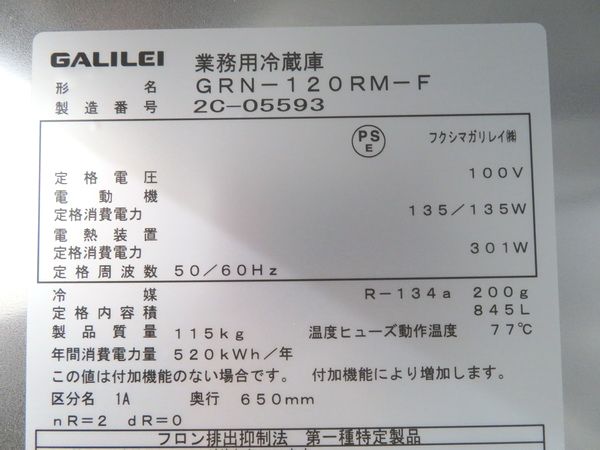 GALILEI 業務用冷蔵庫
形名 GRN-120RM-F
製造番号 2C-05593
PS E フクシマガリレイ㈱
定格電圧 100V
電動機
定格消費電力 135/135W
電熱装置
定格消費電力 301W
定格周波数 50/60Hz
冷媒 R-134a 200g
定格内容積 845L
製品質量 115kg 温度ヒューズ動作温度 77℃
年間消費電力量 520kWh/年
この値は付加機能のない場合です。 付加機能により増加します。
区分名 1A 奥行 650mm
nR=2 dR=0
フロン排出抑制法 第一種特定製品